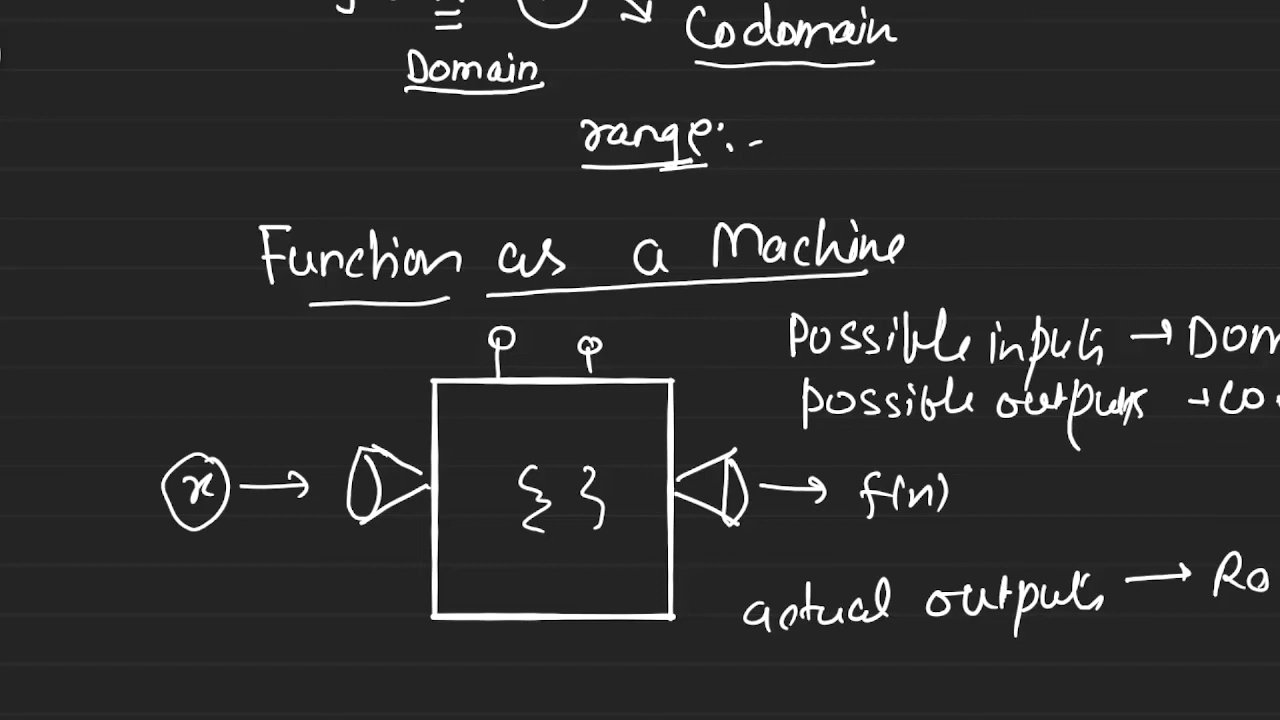 Codomain
Domain
range:-
Function as a Machine
Possible inputs → Dom
possible outputs → Co
x → { } → f(n)
actual outputs → Ra